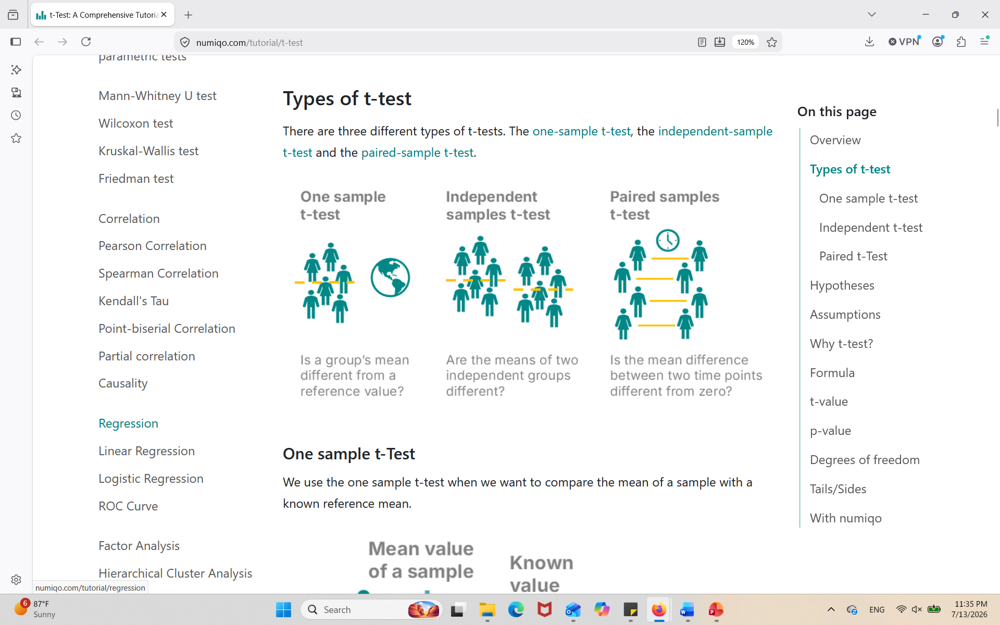 t-Test: A Comprehensive Tutoria
numiqo.com/tutorial/t-test
120%
VPN
parametric tests
Mann-Whitney U test
Wilcoxon test
Kruskal-Wallis test
Friedman test
Correlation
Pearson Correlation
Spearman Correlation
Kendall's Tau
Point-biserial Correlation
Partial correlation
Causality
Regression
Linear Regression
Logistic Regression
ROC Curve
Factor Analysis
Hierarchical Cluster Analysis
numiqo.com/tutorial/regression
Types of t-test
There are three different types of t-tests. The one-sample t-test, the independent-sample
t-test and the paired-sample t-test.
One sample
t-test
Is a group's mean
different from a
reference value?
Independent
samples t-test
Are the means of two
independent groups
different?
Paired samples
t-test
Is the mean difference
between two time points
different from zero?
One sample t-Test
We use the one sample t-test when we want to compare the mean of a sample with a
known reference mean.
Mean value
of a sample
Known
value
On this page
Overview
Types of t-test
One sample t-test
Independent t-test
Paired t-Test
Hypotheses
Assumptions
Why t-test?
Formula
t-value
p-value
Degrees of freedom
Tails/Sides
With numiqo
6
87°F
Sunny
Search
ENG
11:35 PM
7/13/2026